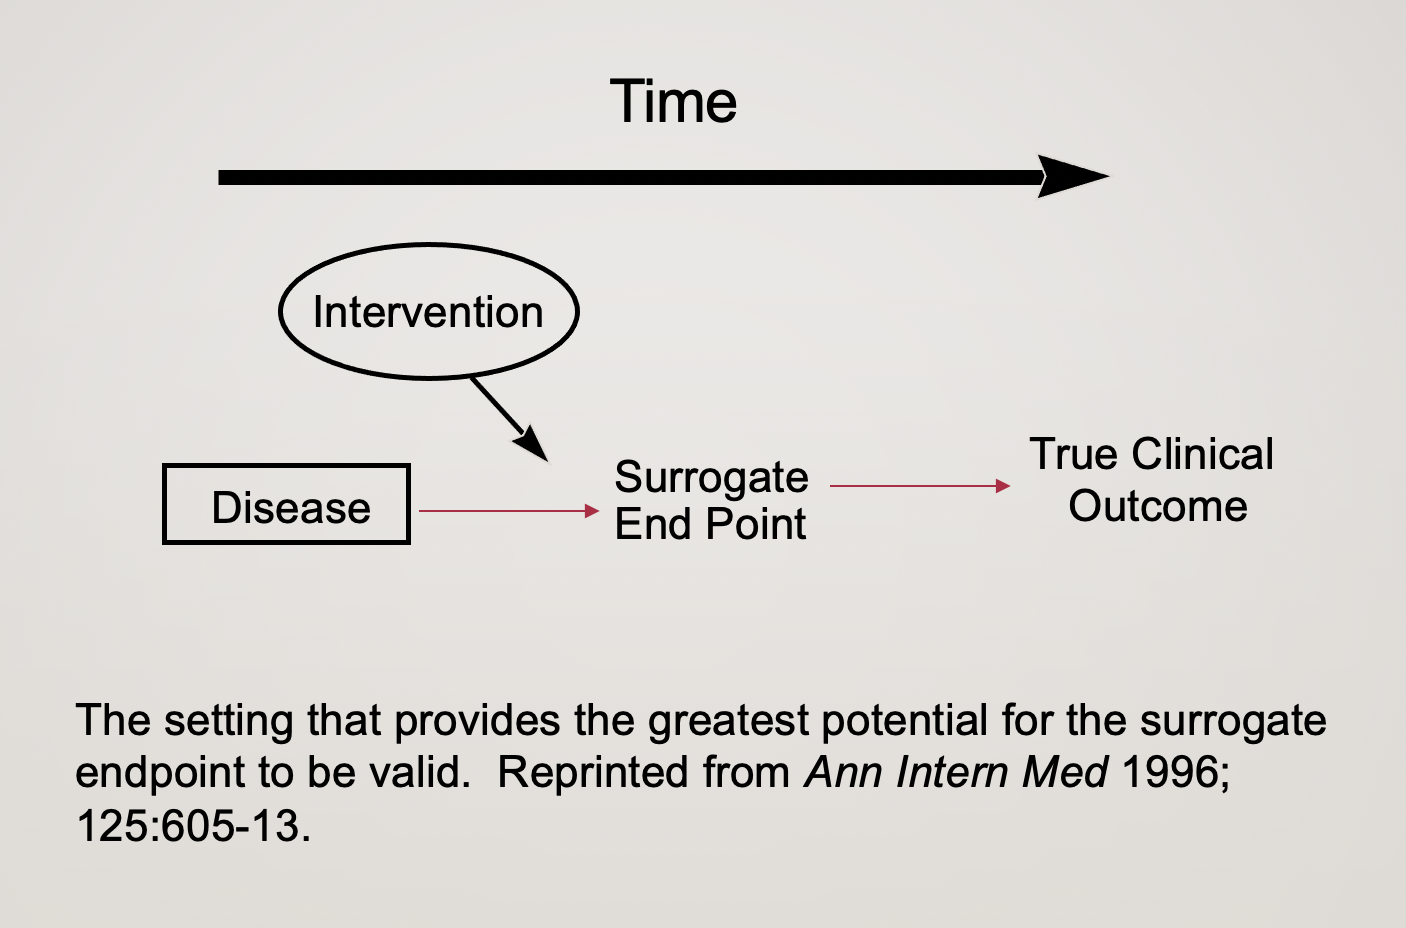 Time
Intervention
Disease
Surrogate
End Point
True Clinical
Outcome
The setting that provides the greatest potential for the surrogate
endpoint to be valid.  Reprinted from Ann Intern Med 1996;
125:605-13.